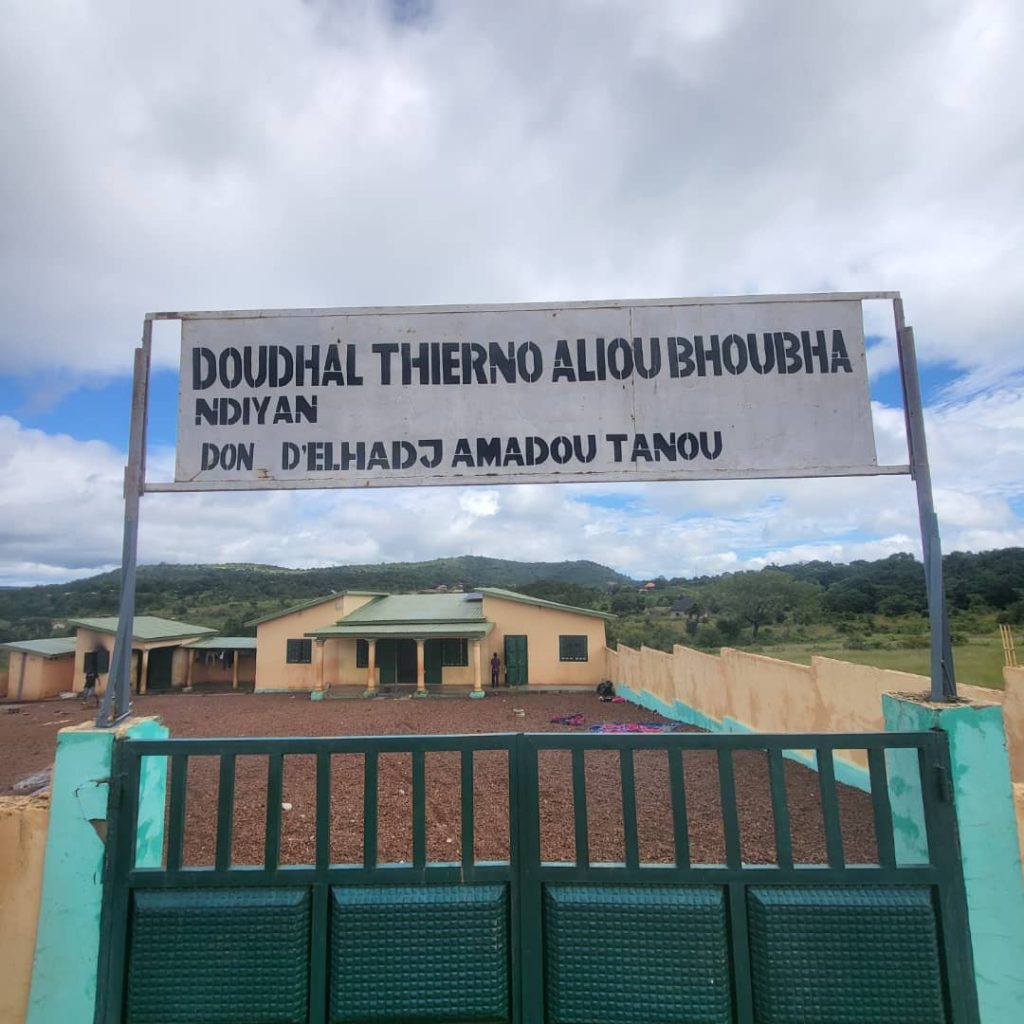 DOUDHAL THIERNO ALIOU BHOUBHA
NDIYAN
DON D'ELHADJ AMADOU TANOU